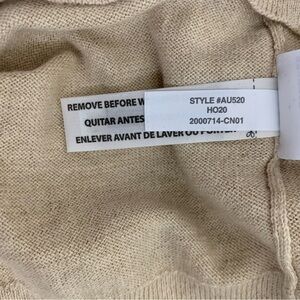 REMOVE BEFORE W
QUITAR ANTES
ENLEVER AVANT DE LAVER OU PORTER
STYLE #AU520
HO20
2000714-CN01